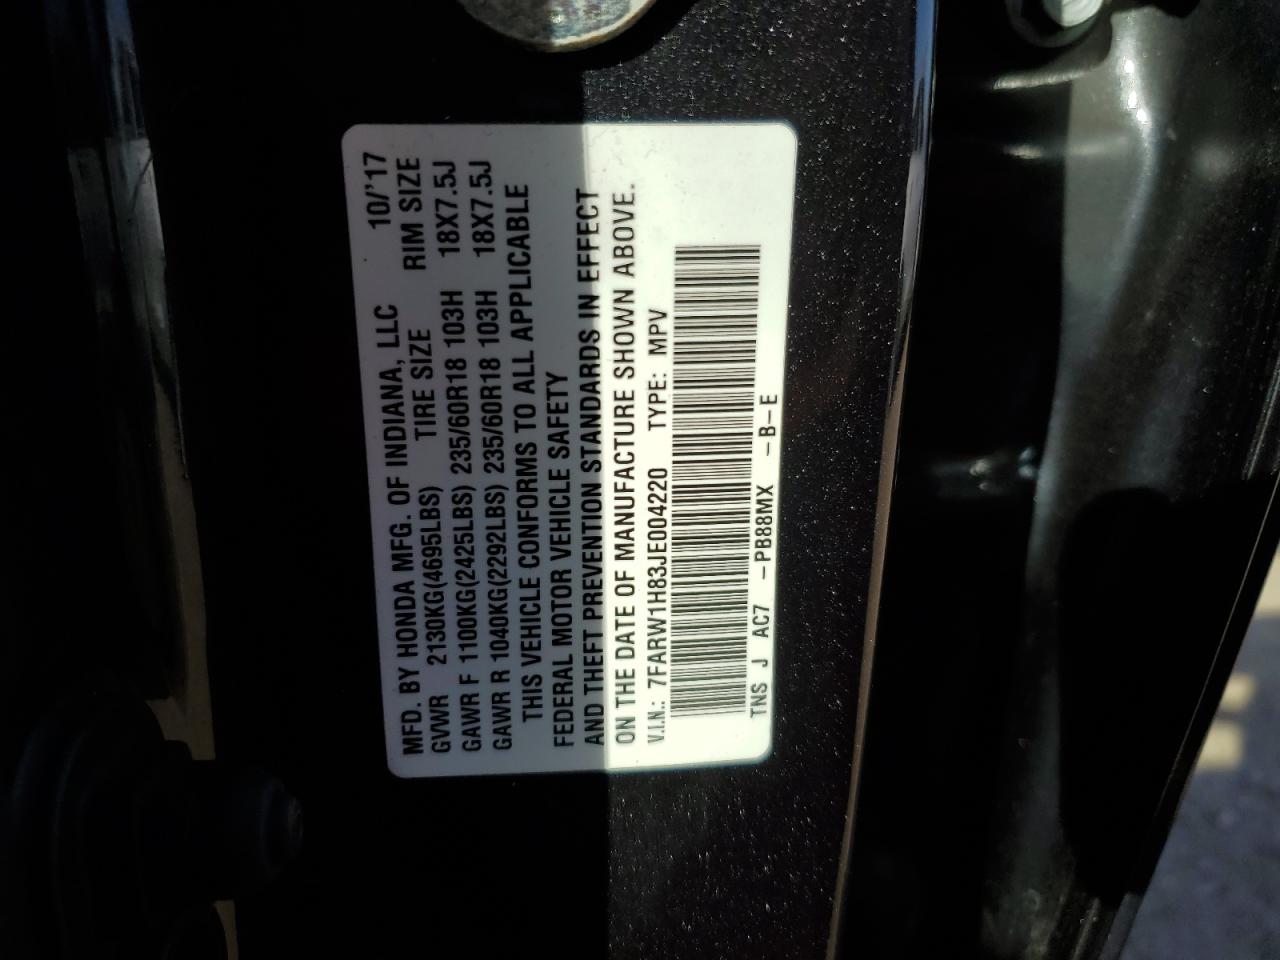 MFD. BY HONDA MFG. OF INDIANA, LLC 10/'17
GVWR 2130KG(4695LBS) TIRE SIZE RIM SIZE
GAWR F 1100KG(2425LBS) 235/60R18 103H 18X7.5J
GAWR R 1040KG(2292LBS) 235/60R18 103H 18X7.5J
THIS VEHICLE CONFORMS TO ALL APPLICABLE
FEDERAL MOTOR VEHICLE SAFETY
AND THEFT PREVENTION STANDARDS IN EFFECT
ON THE DATE OF MANUFACTURE SHOWN ABOVE.
V.I.N.: 7FARW1H83JE004220 TYPE: MPV
TNS J AC7 -PB88MX -B-E